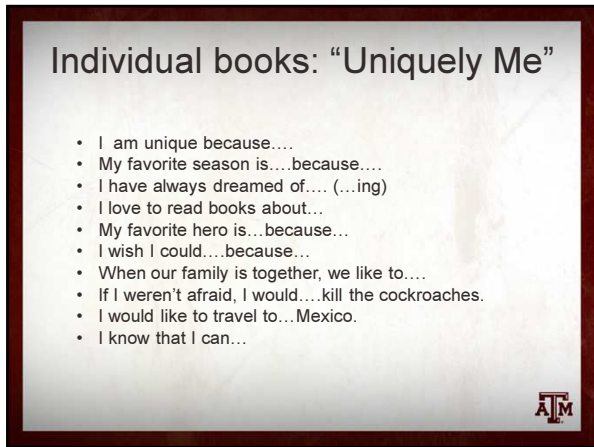 Individual books: “Uniquely Me”
• I am unique because….
• My favorite season is….because….
• I have always dreamed of…. (…ing)
• I love to read books about…
• My favorite hero is…because…
• I wish I could….because…
• When our family is together, we like to….
• If I weren’t afraid, I would….kill the cockroaches.
• I would like to travel to…Mexico.
• I know that I can…
ATM